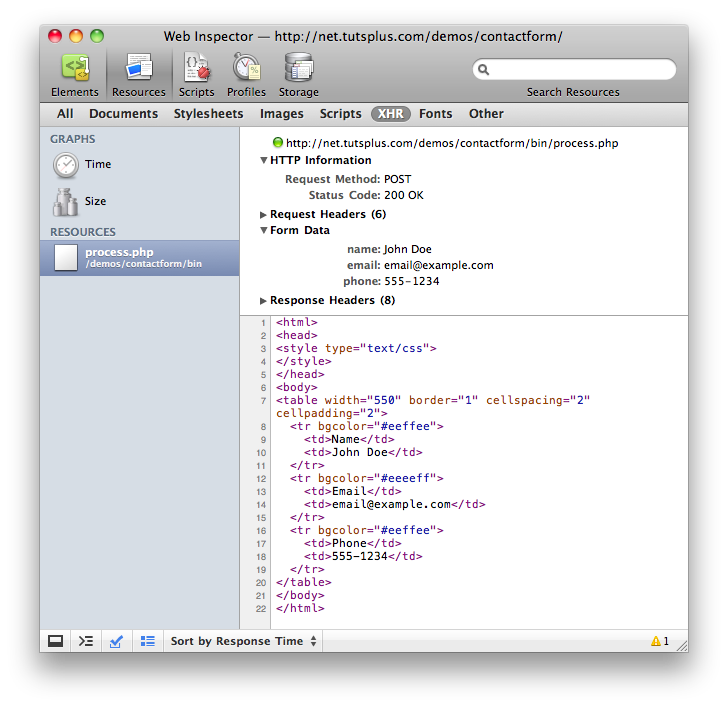 Web Inspector — http://net.tutsplus.com/demos/contactform/
Elements Resources Scripts Profiles Storage
Search Resources
All Documents Stylesheets Images Scripts XHR Fonts Other
GRAPHS
Time
Size
RESOURCES
process.php
/demos/contactform/bin
http://net.tutsplus.com/demos/contactform/bin/process.php
HTTP Information
Request Method: POST
Status Code: 200 OK
Request Headers (6)
Form Data
name: John Doe
email: email@example.com
phone: 555-1234
Response Headers (8)
1 <html>
2 <head>
3 <style type="text/css">
4 </style>
5 </head>
6 <body>
7 <table width="550" border="1" cellspacing="2"
cellpadding="2">
8 <tr bgcolor="#eeffee">
9 <td>Name</td>
10 <td>John Doe</td>
11 </tr>
12 <tr bgcolor="#eeeeff">
13 <td>Email</td>
14 <td>email@example.com</td>
15 </tr>
16 <tr bgcolor="#eeffee">
17 <td>Phone</td>
18 <td>555-1234</td>
19 </tr>
20 </table>
21 </body>
22 </html>
Sort by Response Time
1